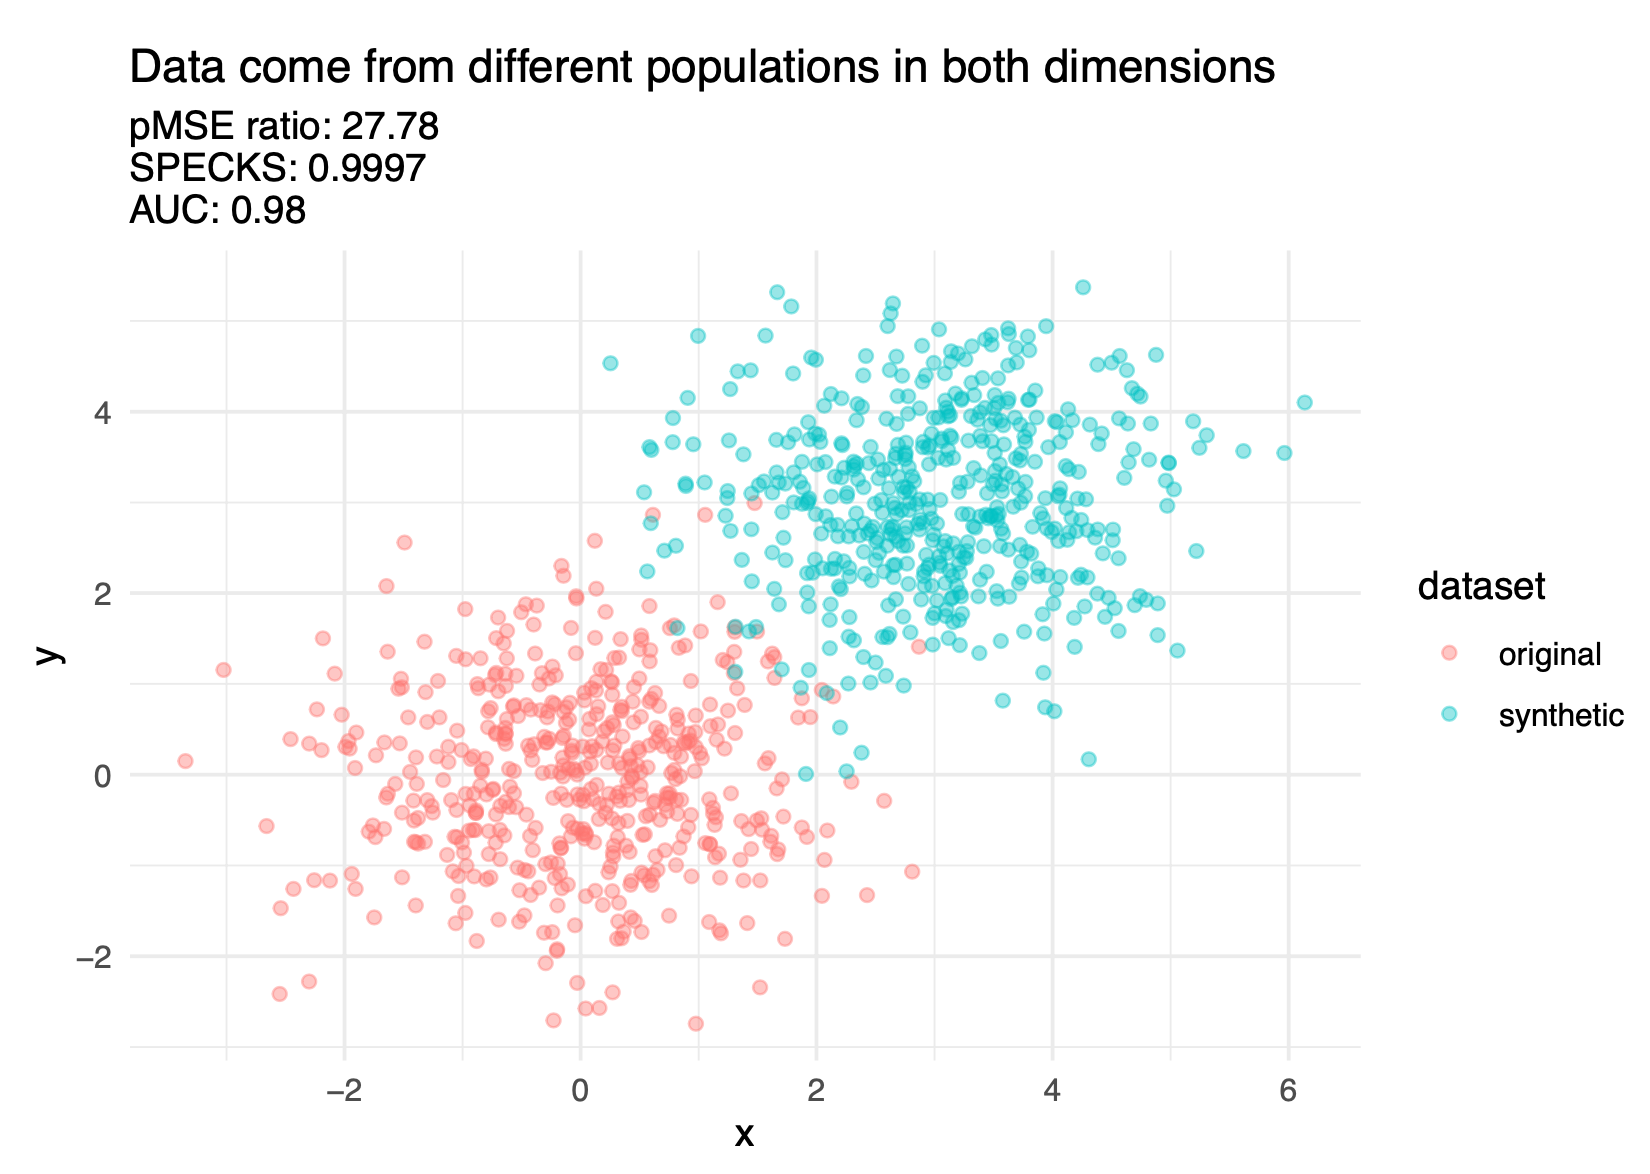 Data come from different populations in both dimensions
pMSE ratio: 27.78
SPECKS: 0.9997
AUC: 0.98
4
2
0
−2
y
−2 0 2 4 6
x
dataset
original
synthetic